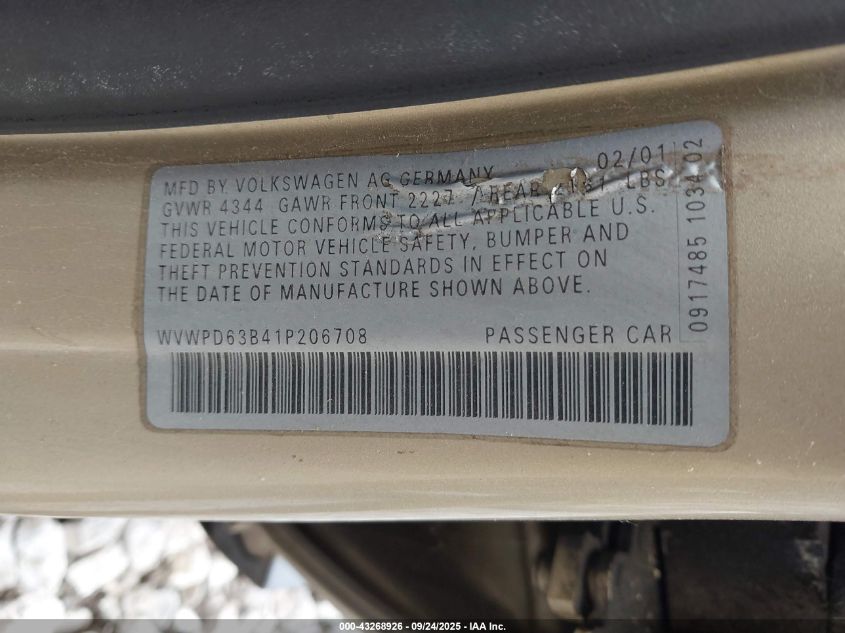 MFD BY VOLKSWAGEN AG GERMANY 02/01
GVWR 4344 GAWR FRONT 2227 / REAR LBS
THIS VEHICLE CONFORMS TO ALL APPLICABLE U.S.
FEDERAL MOTOR VEHICLE SAFETY, BUMPER AND
THEFT PREVENTION STANDARDS IN EFFECT ON
THE DATE OF MANUFACTURE SHOWN ABOVE.
WVWPD63B41P206708 PASSENGER CAR
0917485 1034 02
000-43268926 - 09/24/2025 - IAA Inc.